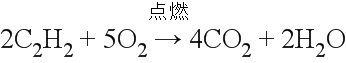 点燃
2C₂H₂ + 5O₂ → 4CO₂ + 2H₂O